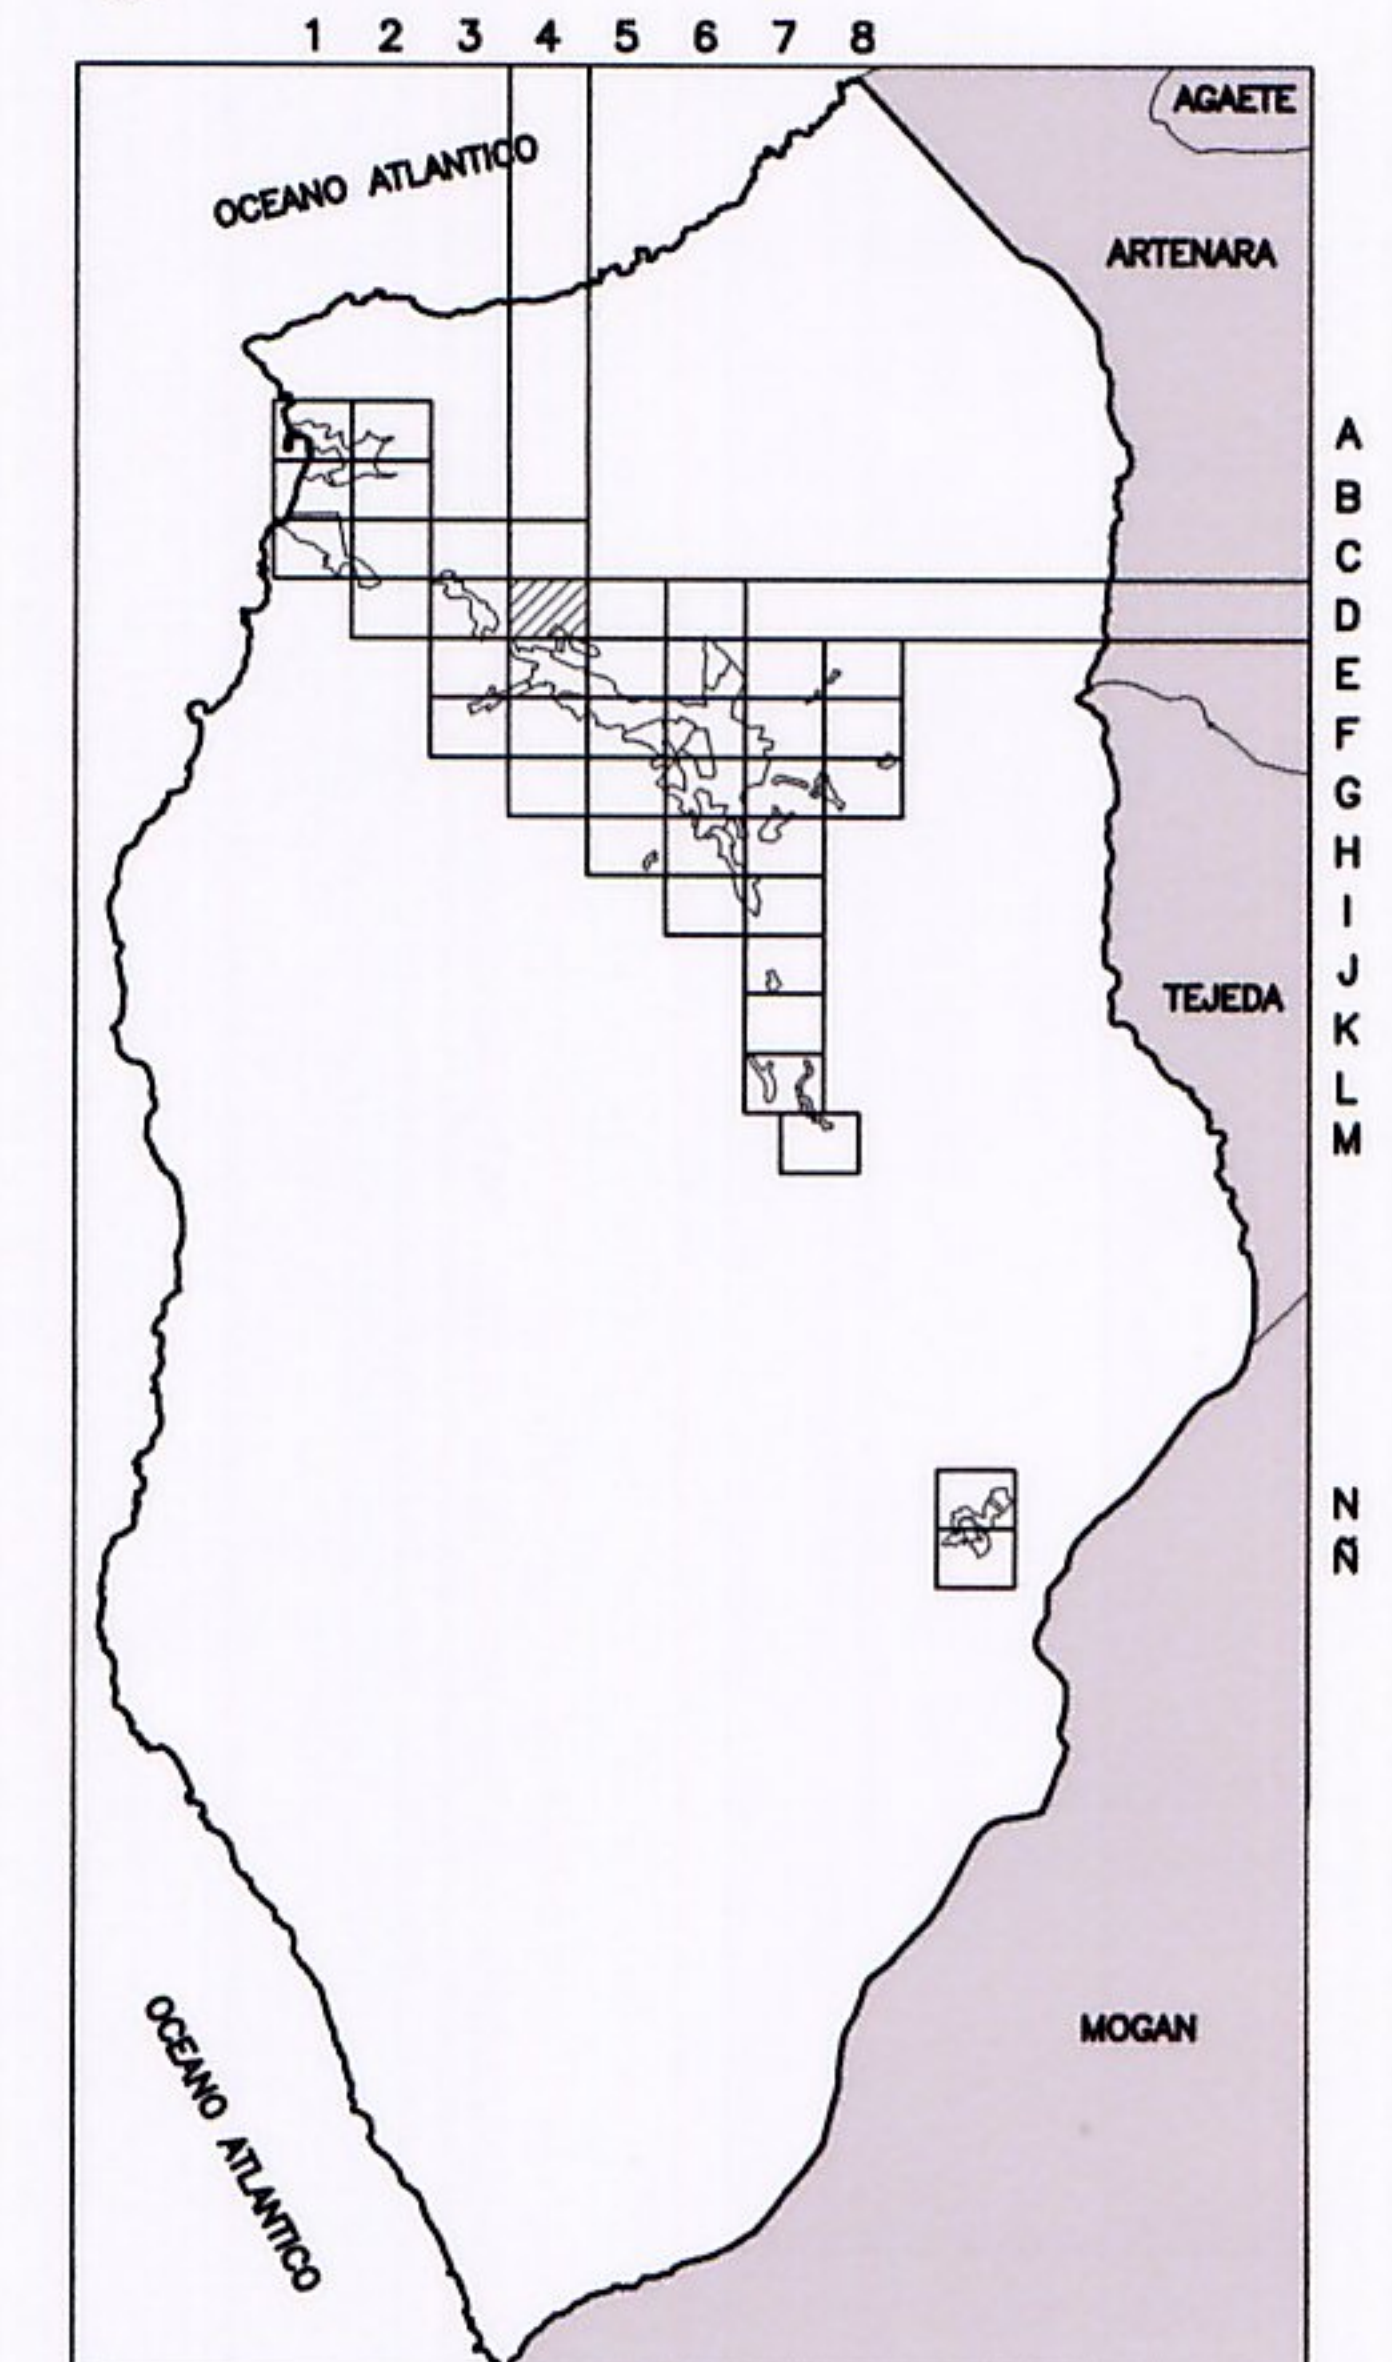 1 2 3 4 5 6 7 8
AGAETE
OCEANO ATLANTICO
ARTENARA
A
B
C
D
E
F
G
H
I
J
TEJEDA
K
L
M
N
Ñ
OCEANO ATLANTICO
MOGAN